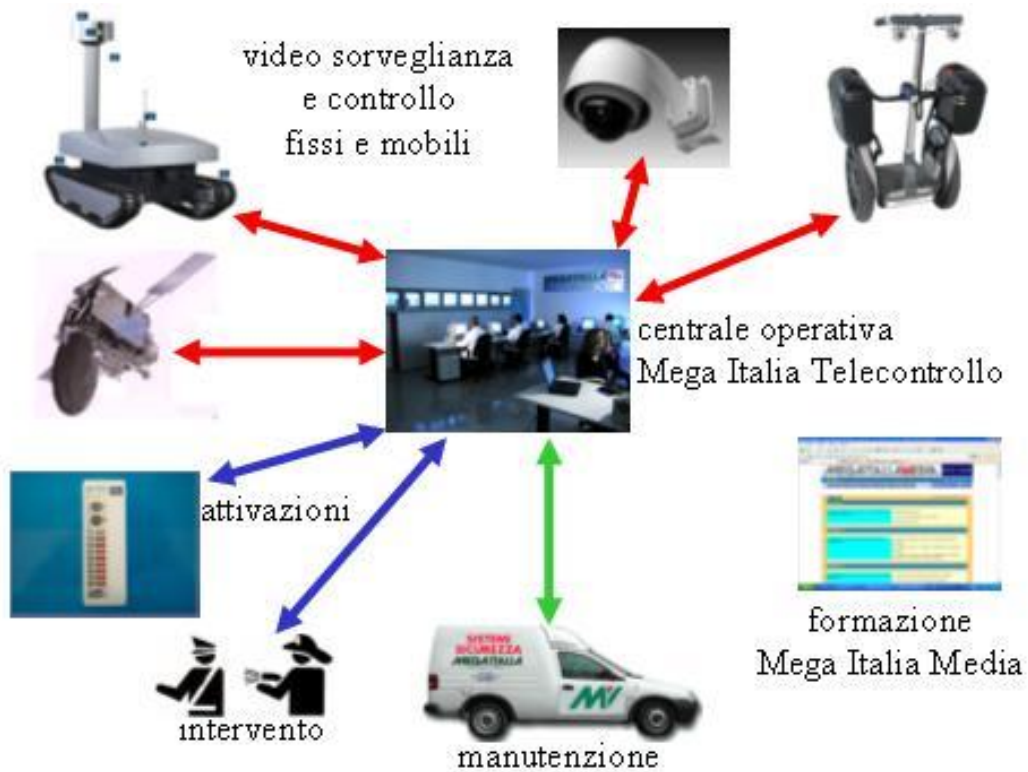 video sorveglianza
e controllo
fissi e mobili
centrale operativa
Mega Italia Telecontrollo
attivazioni
formazione
Mega Italia Media
SISTEMI
SICUREZZA
MEGAITALIA
intervento
manutenzione